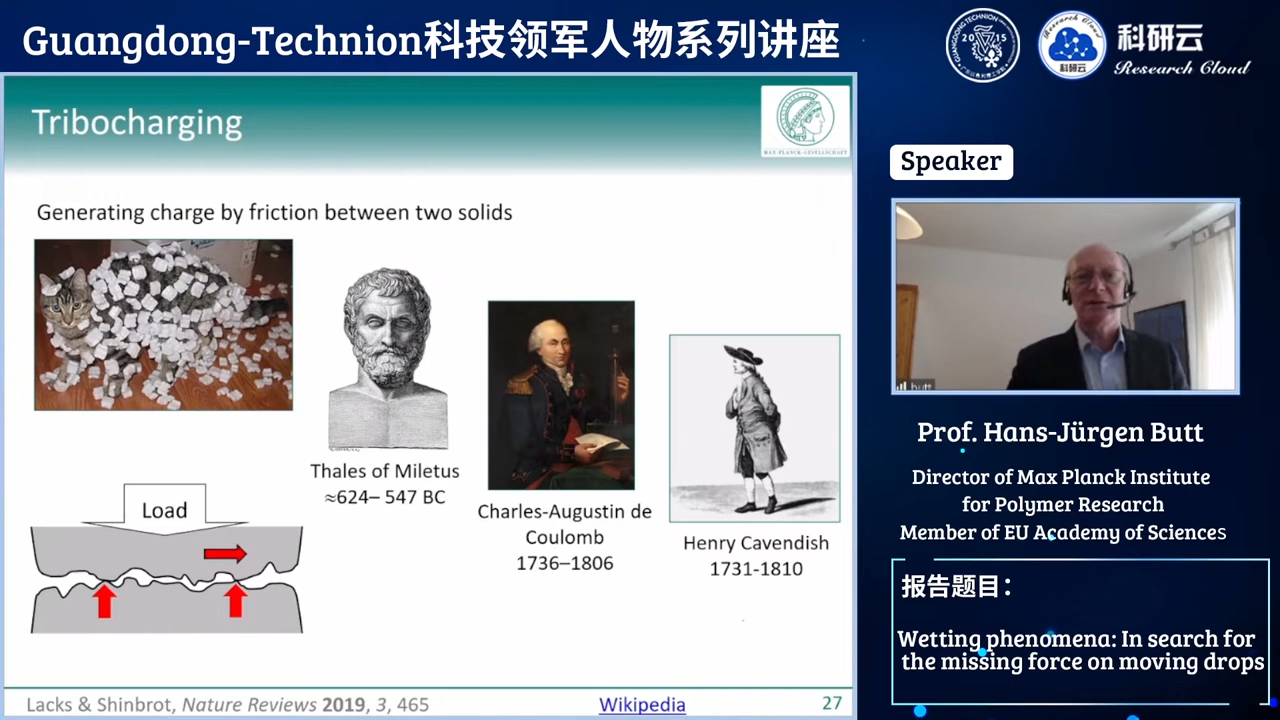 Guangdong-Technion科技领军人物系列讲座
科研云
Research Cloud
Tribocharging
MAX-PLANCK-GESELLSCHAFT
Generating charge by friction between two solids
Thales of Miletus
≈624– 547 BC
Charles-Augustin de
Coulomb
1736–1806
Henry Cavendish
1731-1810
Load
Lacks & Shinbrot, Nature Reviews 2019, 3, 465
Wikipedia
27
Speaker
butt
Prof. Hans-Jürgen Butt
Director of Max Planck Institute
for Polymer Research
Member of EU Academy of Sciences
报告题目：
Wetting phenomena: In search for
the missing force on moving drops